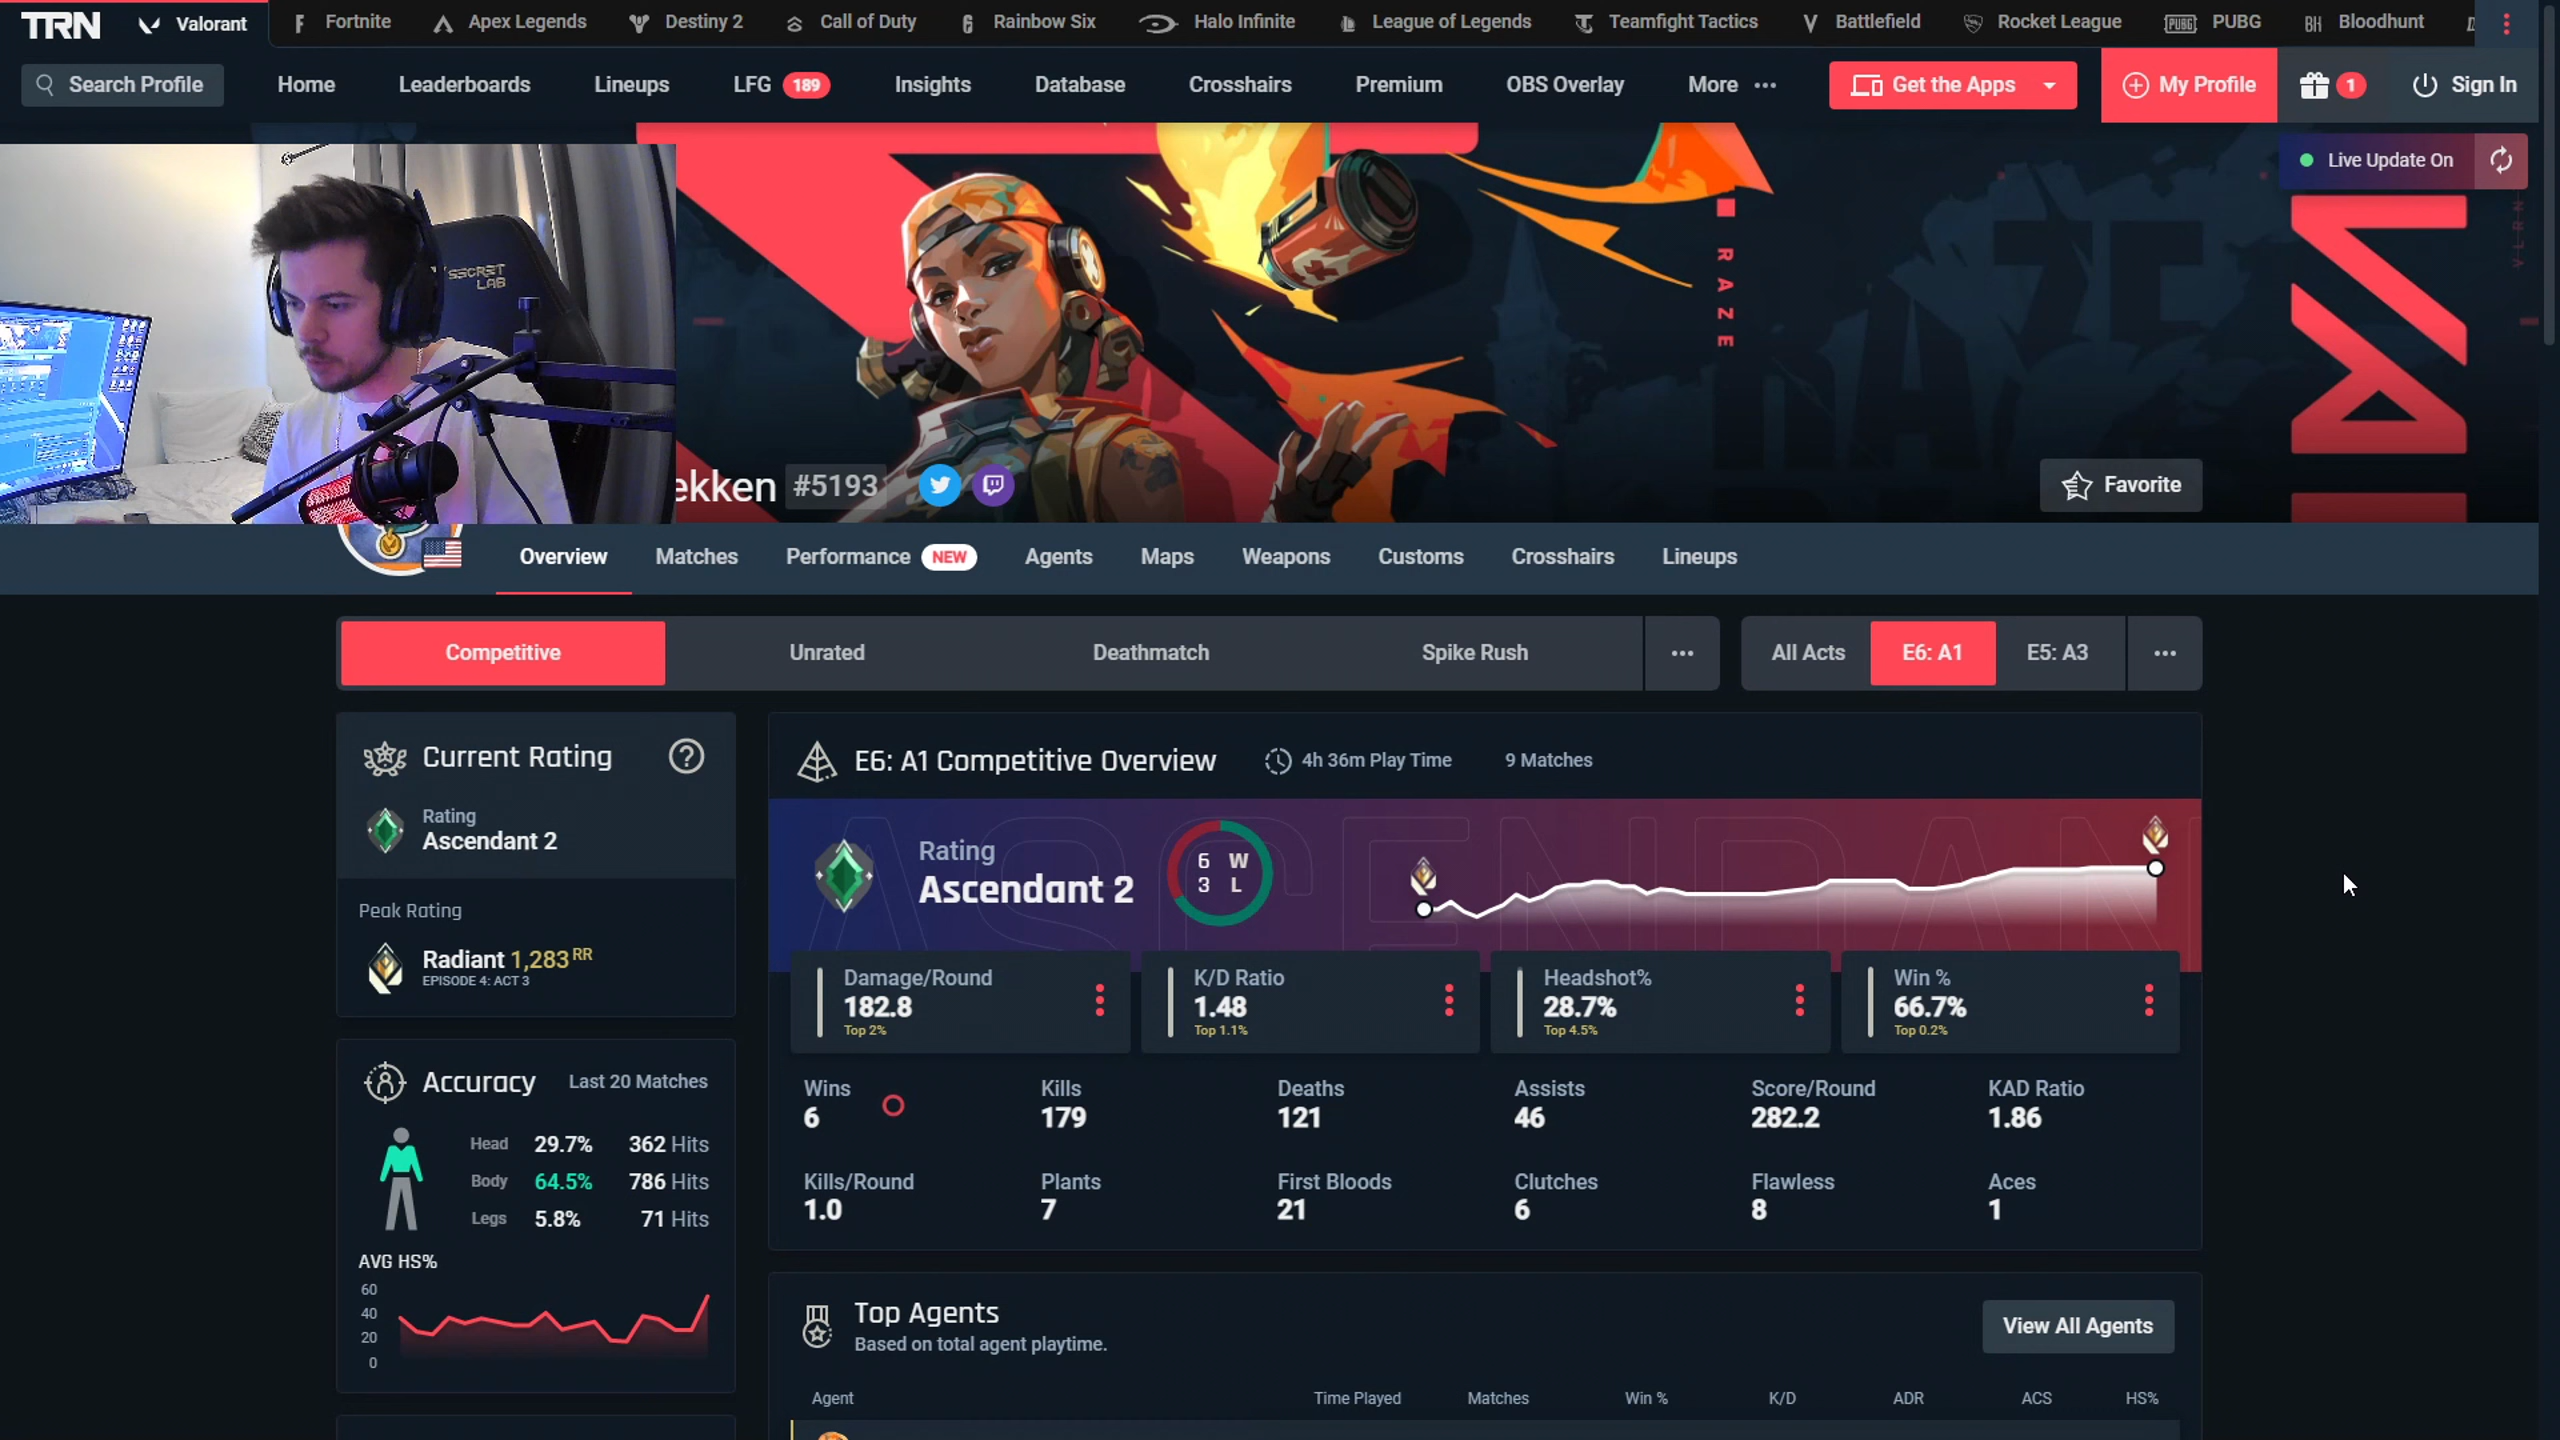 TRN Valorant Fortnite Apex Legends Destiny 2 Call of Duty Rainbow Six Halo Infinite League of Legends Teamfight Tactics Battlefield Rocket League PUBG Bloodhunt
Search Profile Home Leaderboards Lineups LFG 189 Insights Database Crosshairs Premium OBS Overlay More Get the Apps My Profile 1 Sign In
Live Update On
SECRET
LAB
RAZE
ekken #5193
Favorite
Overview Matches Performance NEW Agents Maps Weapons Customs Crosshairs Lineups
Competitive Unrated Deathmatch Spike Rush
All Acts E6: A1 E5: A3
Current Rating
Rating
Ascendant 2
Peak Rating
Radiant 1,283 RR
EPISODE 4: ACT 3
Accuracy Last 20 Matches
Head 29.7% 362 Hits
Body 64.5% 786 Hits
Legs 5.8% 71 Hits
AVG HS%
60
40
20
0
E6: A1 Competitive Overview 4h 36m Play Time 9 Matches
Rating
Ascendant 2
6 W
3 L
Damage/Round K/D Ratio Headshot% Win %
182.8 1.48 28.7% 66.7%
Top 2% Top 1.1% Top 4.5% Top 0.2%
Wins Kills Deaths Assists Score/Round KAD Ratio
6 179 121 46 282.2 1.86
Kills/Round Plants First Bloods Clutches Flawless Aces
1.0 7 21 6 8 1
Top Agents
Based on total agent playtime.
View All Agents
Agent Time Played Matches Win % K/D ADR ACS HS%